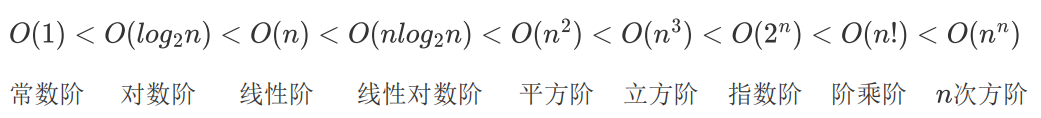 O(1) < O(log₂n) < O(n) < O(nlog₂n) < O(n²) < O(n³) < O(2ⁿ) < O(n!) < O(nⁿ)
常数阶 对数阶 线性阶 线性对数阶 平方阶 立方阶 指数阶 阶乘阶 n次方阶